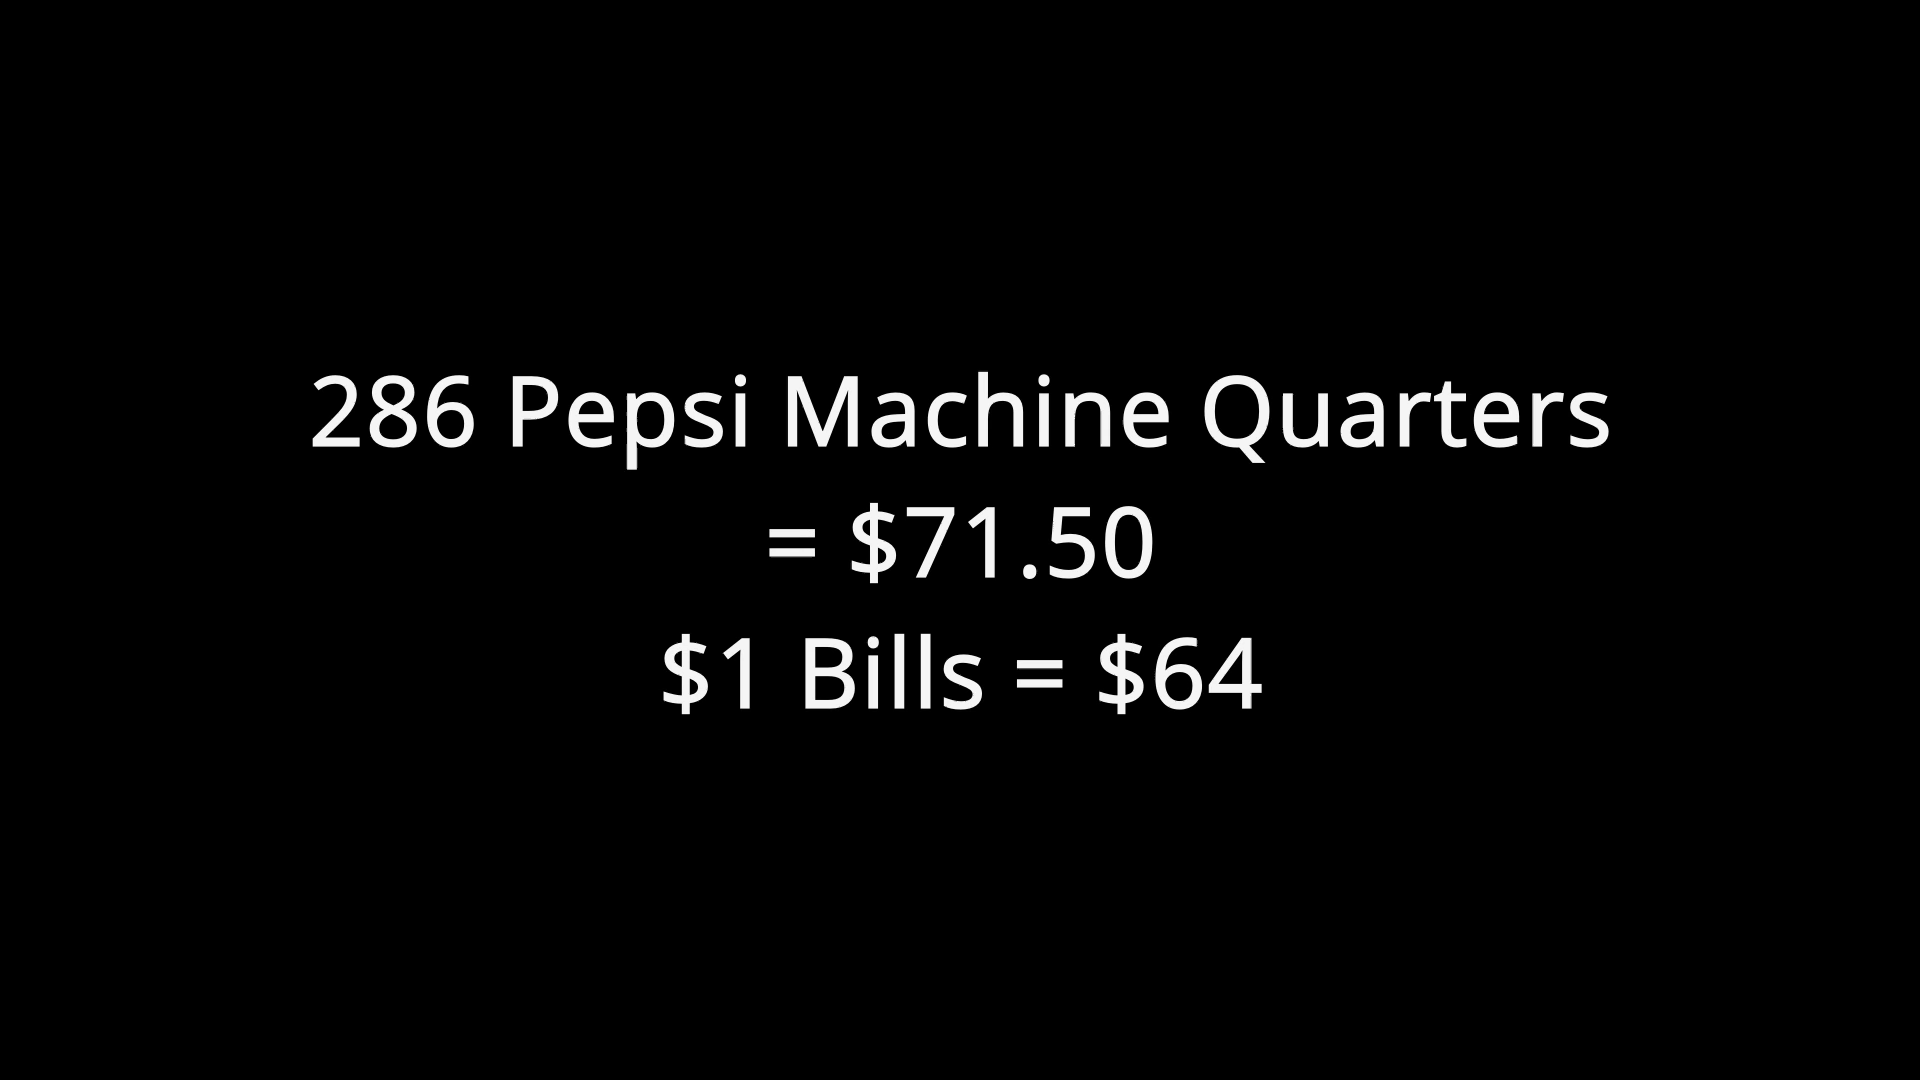 286 Pepsi Machine Quarters
= $71.50
$1 Bills = $64